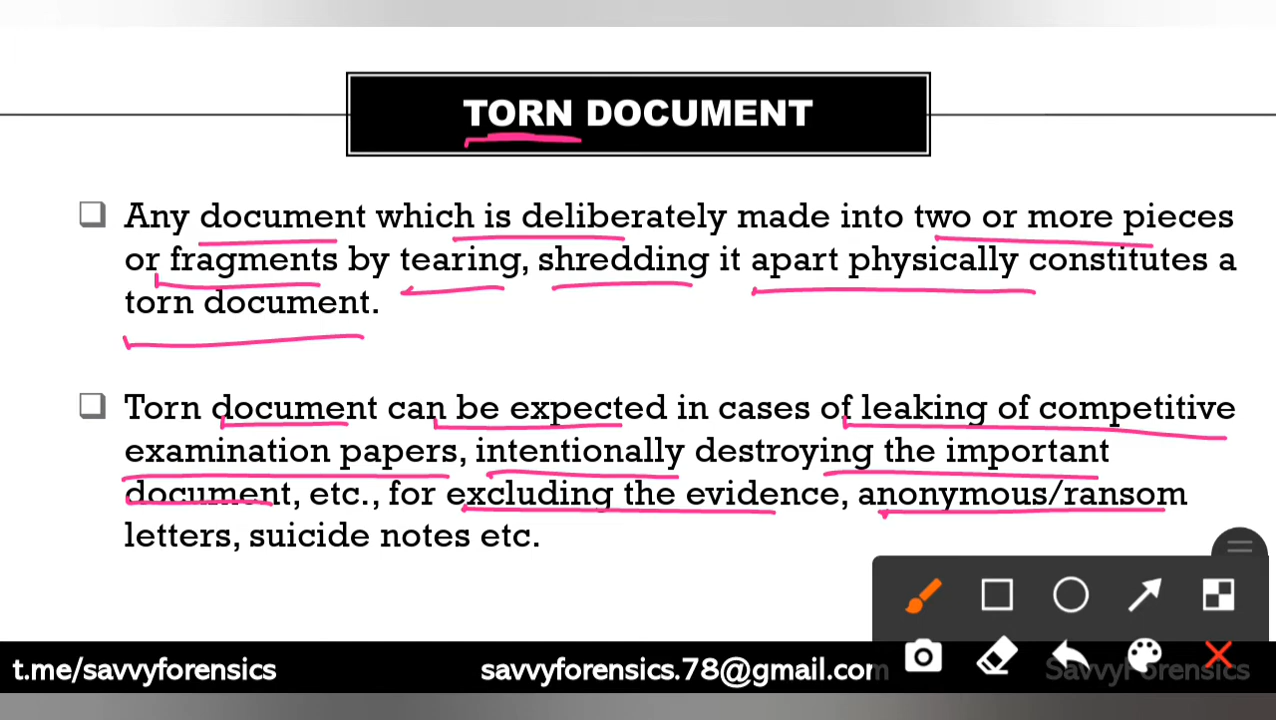 TORN DOCUMENT
Any document which is deliberately made into two or more pieces
or fragments by tearing, shredding it apart physically constitutes a
torn document.
Torn document can be expected in cases of leaking of competitive
examination papers, intentionally destroying the important
document, etc., for excluding the evidence, anonymous/ransom
letters, suicide notes etc.
t.me/savvyforensics savvyforensics.78@gmail.com SavvyForensics